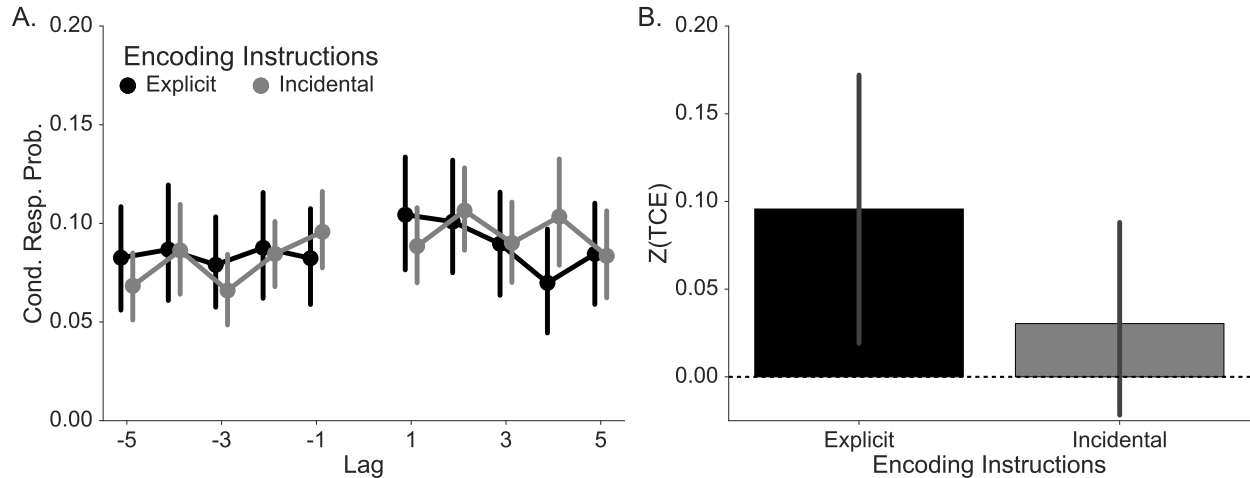 A.
Encoding Instructions
Explicit Incidental
Cond. Resp. Prob.
0.20
0.15
0.10
0.05
0.00
-5 -3 -1 1 3 5
Lag
B.
Z(TCE)
0.20
0.15
0.10
0.05
0.00
Explicit Incidental
Encoding Instructions